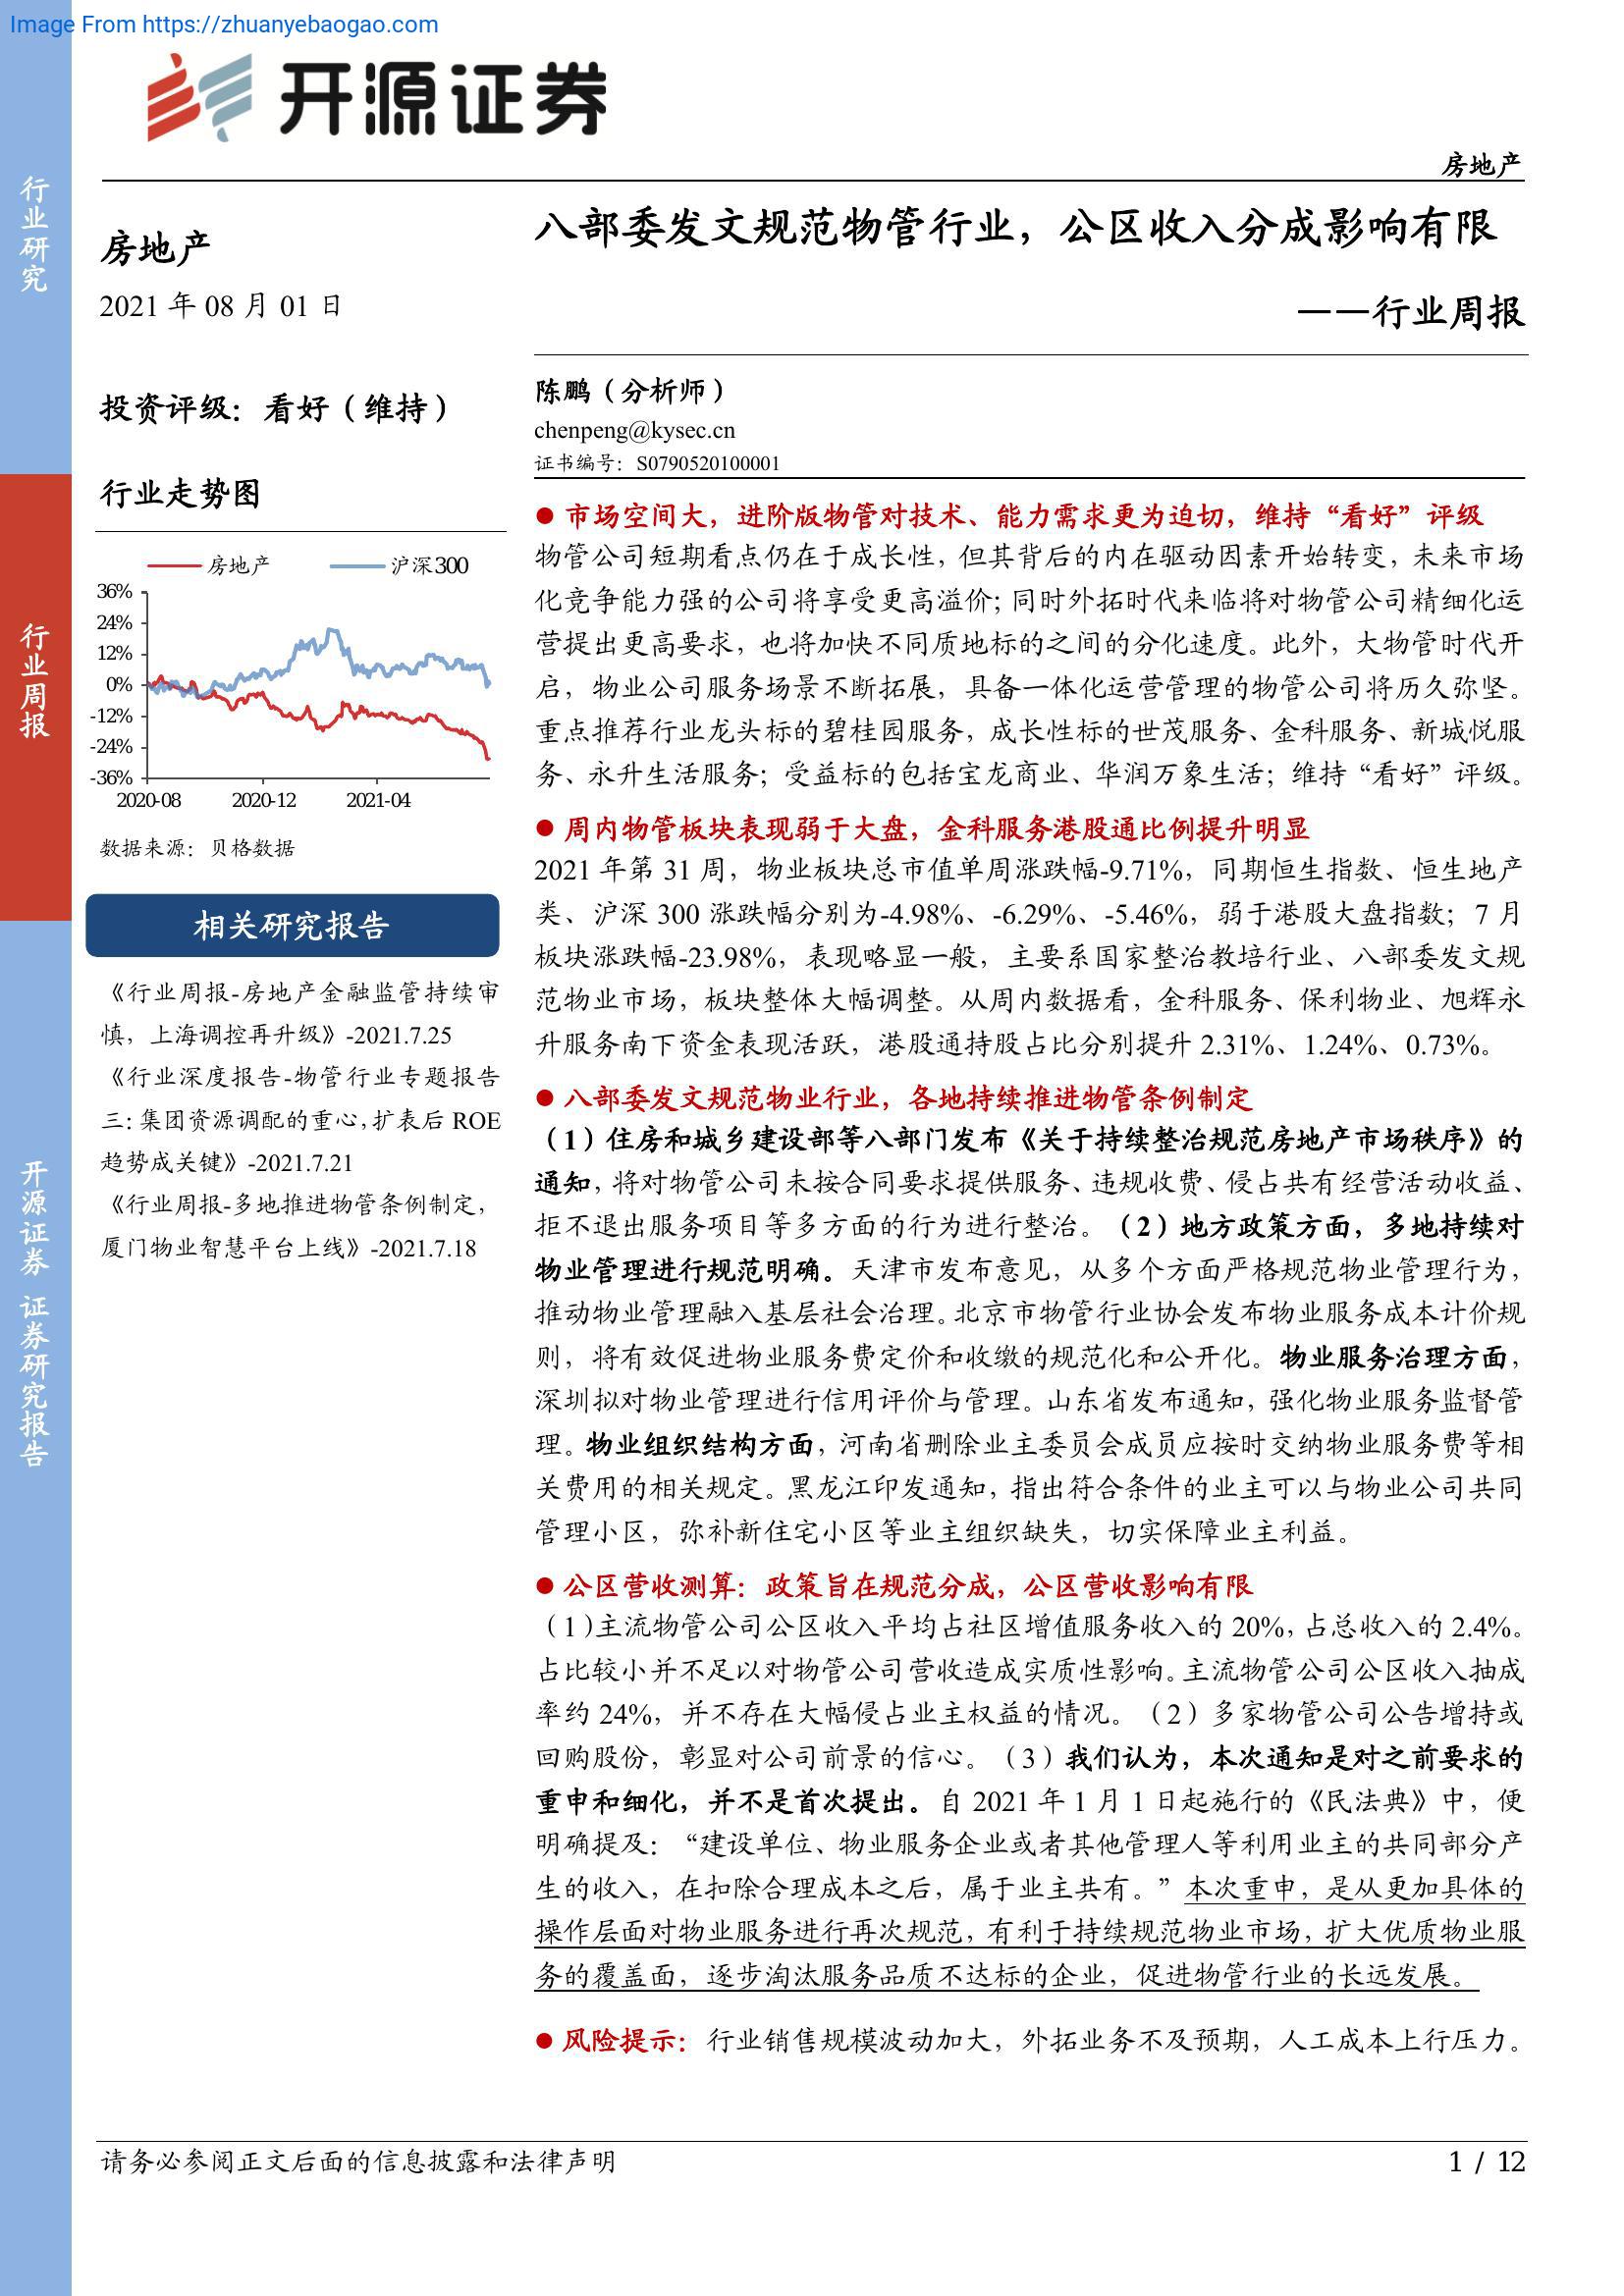 Image From https://zhuanyebaogao.com
开源证券
房地产
行业研究
行业周报
开源证券 证券研究报告
房地产
2021 年 08 月 01 日
投资评级：看好（维持）
行业走势图
房地产 沪深300
36%
24%
12%
0%
-12%
-24%
-36%
2020-08 2020-12 2021-04
数据来源：贝格数据
相关研究报告
《行业周报-房地产金融监管持续审
慎，上海调控再升级》-2021.7.25
《行业深度报告-物管行业专题报告
三：集团资源调配的重心，扩表后 ROE
趋势成关键》-2021.7.21
《行业周报-多地推进物管条例制定，
厦门物业智慧平台上线》-2021.7.18
八部委发文规范物管行业，公区收入分成影响有限
——行业周报
陈鹏（分析师）
chenpeng@kysec.cn
证书编号：S0790520100001
● 市场空间大，进阶版物管对技术、能力需求更为迫切，维持“看好”评级
物管公司短期看点仍在于成长性，但其背后的内在驱动因素开始转变，未来市场
化竞争能力强的公司将享受更高溢价；同时外拓时代来临将对物管公司精细化运
营提出更高要求，也将加快不同质地标的之间的分化速度。此外，大物管时代开
启，物业公司服务场景不断拓展，具备一体化运营管理的物管公司将历久弥坚。
重点推荐行业龙头标的碧桂园服务，成长性标的世茂服务、金科服务、新城悦服
务、永升生活服务；受益标的包括宝龙商业、华润万象生活；维持“看好”评级。
● 周内物管板块表现弱于大盘，金科服务港股通比例提升明显
2021 年第 31 周，物业板块总市值单周涨跌幅-9.71%，同期恒生指数、恒生地产
类、沪深 300 涨跌幅分别为-4.98%、-6.29%、-5.46%，弱于港股大盘指数；7 月
板块涨跌幅-23.98%，表现略显一般，主要系国家整治教培行业、八部委发文规
范物业市场，板块整体大幅调整。从周内数据看，金科服务、保利物业、旭辉永
升服务南下资金表现活跃，港股通持股占比分别提升 2.31%、1.24%、0.73%。
● 八部委发文规范物业行业，各地持续推进物管条例制定
（1）住房和城乡建设部等八部门发布《关于持续整治规范房地产市场秩序》的
通知，将对物管公司未按合同要求提供服务、违规收费、侵占共有经营活动收益、
拒不退出服务项目等多方面的行为进行整治。（2）地方政策方面，多地持续对
物业管理进行规范明确。天津市发布意见，从多个方面严格规范物业管理行为，
推动物业管理融入基层社会治理。北京市物管行业协会发布物业服务成本计价规
则，将有效促进物业服务费定价和收缴的规范化和公开化。物业服务治理方面，
深圳拟对物业管理进行信用评价与管理。山东省发布通知，强化物业服务监督管
理。物业组织结构方面，河南省删除业主委员会成员应按时交纳物业服务费等相
关费用的相关规定。黑龙江印发通知，指出符合条件的业主可以与物业公司共同
管理小区，弥补新住宅小区等业主组织缺失，切实保障业主利益。
● 公区营收测算：政策旨在规范分成，公区营收影响有限
（1）主流物管公司公区收入平均占社区增值服务收入的 20%，占总收入的 2.4%。
占比较小并不足以对物管公司营收造成实质性影响。主流物管公司公区收入抽成
率约 24%，并不存在大幅侵占业主权益的情况。（2）多家物管公司公告增持或
回购股份，彰显对公司前景的信心。（3）我们认为，本次通知是对之前要求的
重申和细化，并不是首次提出。自 2021 年 1 月 1 日起施行的《民法典》中，便
明确提及：“建设单位、物业服务企业或者其他管理人等利用业主的共同部分产
生的收入，在扣除合理成本之后，属于业主共有。”本次重申，是从更加具体的
操作层面对物业服务进行再次规范，有利于持续规范物业市场，扩大优质物业服
务的覆盖面，逐步淘汰服务品质不达标的企业，促进物管行业的长远发展。
● 风险提示：行业销售规模波动加大，外拓业务不及预期，人工成本上行压力。
请务必参阅正文后面的信息披露和法律声明
1 / 12